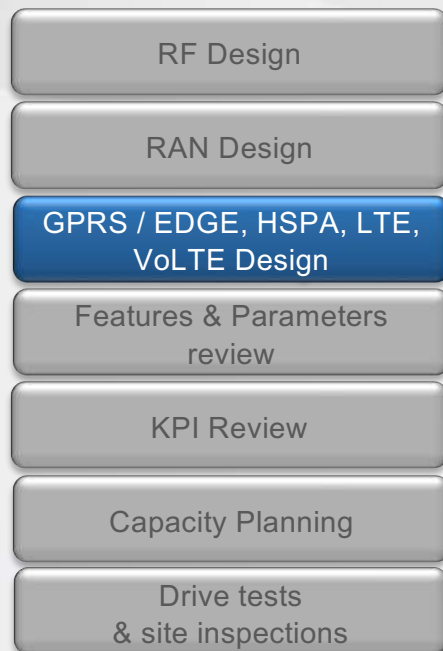 RF Design
RAN Design
GPRS / EDGE, HSPA, LTE,
VoLTE Design
Features & Parameters
review
KPI Review
Capacity Planning
Drive tests
& site inspections